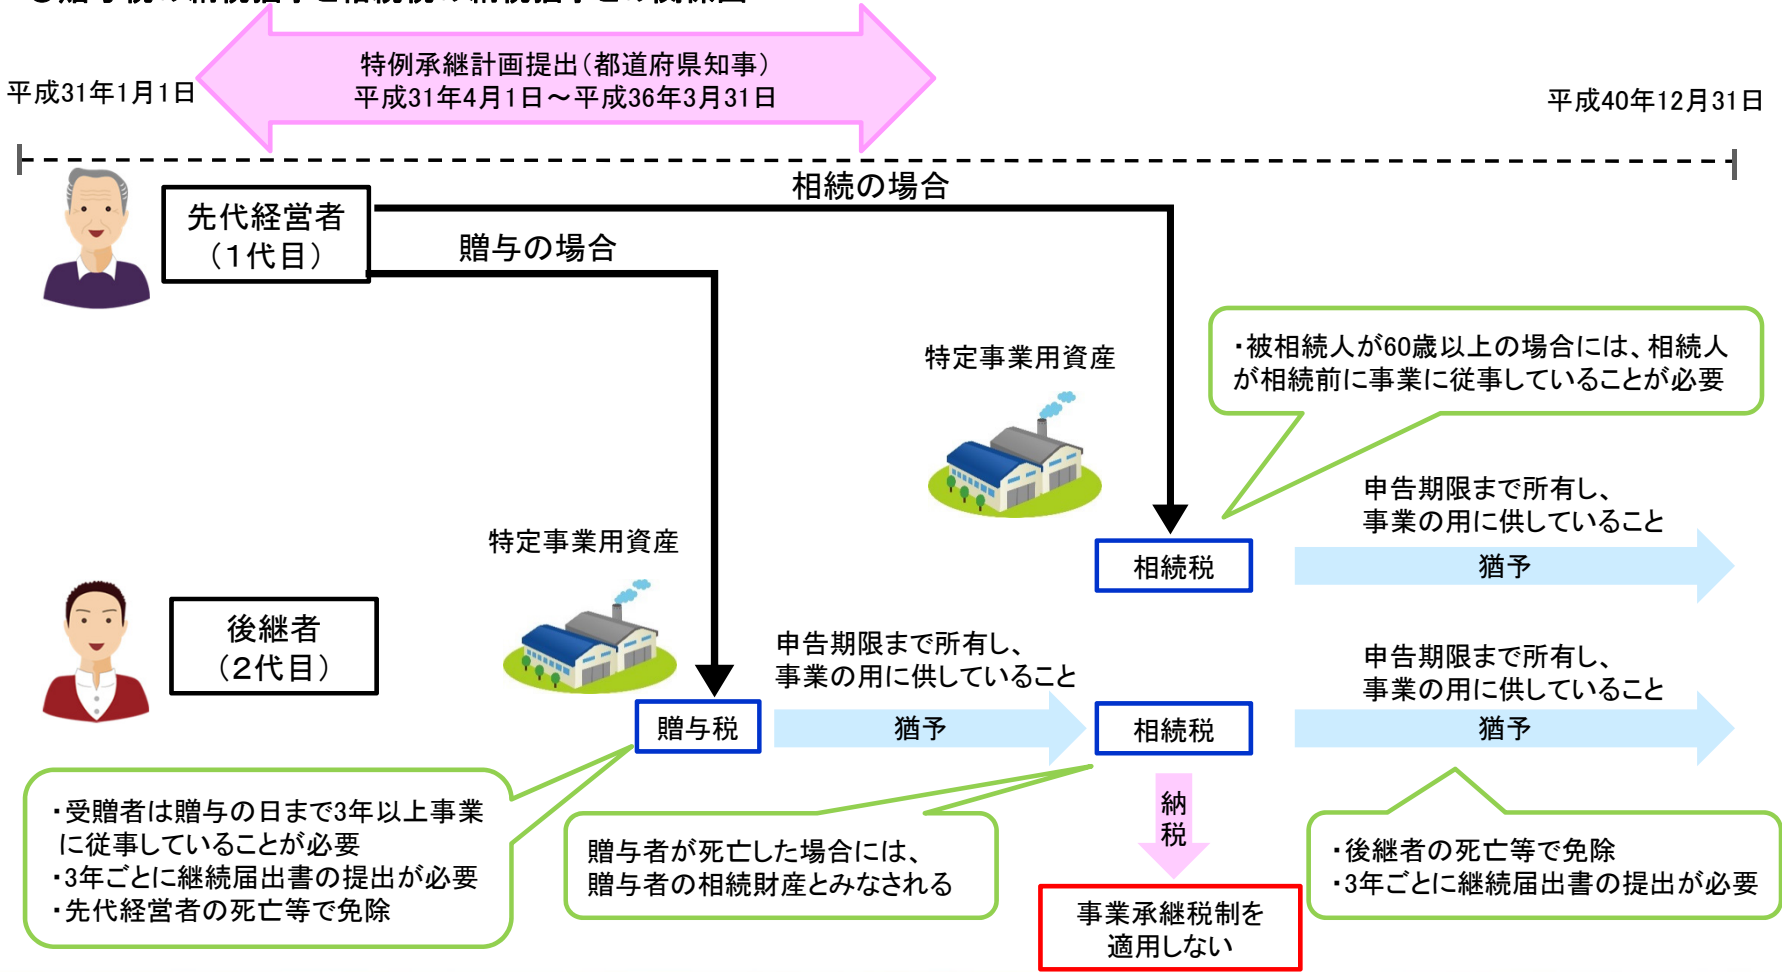 特例承継計画提出（都道府県知事）
平成31年4月1日～平成36年3月31日
平成31年1月1日
平成40年12月31日
先代経営者
（1代目）
相続の場合
贈与の場合
特定事業用資産
・被相続人が60歳以上の場合には、相続人
が相続前に事業に従事していることが必要
相続税
申告期限まで所有し、
事業の用に供していること
猶予
後継者
（2代目）
特定事業用資産
贈与税
申告期限まで所有し、
事業の用に供していること
猶予
相続税
申告期限まで所有し、
事業の用に供していること
猶予
・受贈者は贈与の日まで3年以上事業
に従事していることが必要
・3年ごとに継続届出書の提出が必要
・先代経営者の死亡等で免除
贈与者が死亡した場合には、
贈与者の相続財産とみなされる
納
税
事業承継税制を
適用しない
・後継者の死亡等で免除
・3年ごとに継続届出書の提出が必要